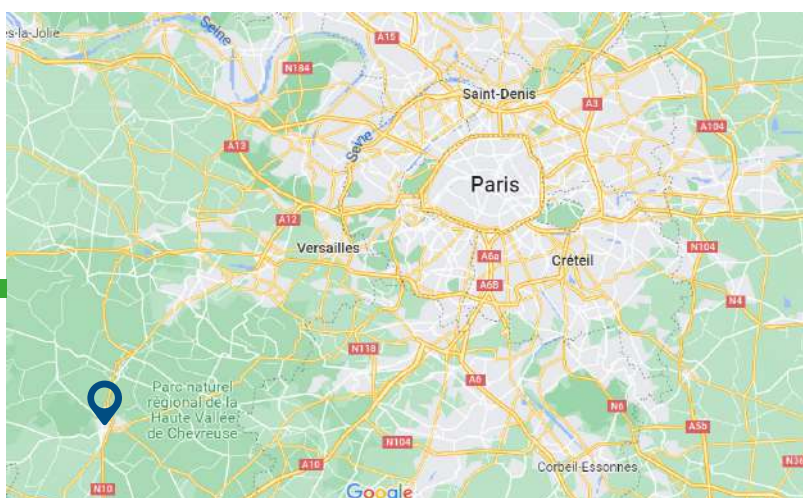 es-la-Jolie
Seine
A15
N184
Saint-Denis
A3
A104
A13
Seine
Paris
A12
Versailles
A6a
Créteil
N104
A6B
N4
N118
Parc naturel
régional de la
Haute Vallée
de Chevreuse
A6
N6
A5b
N104
A10
Corbeil-Essonnes
N10
Google